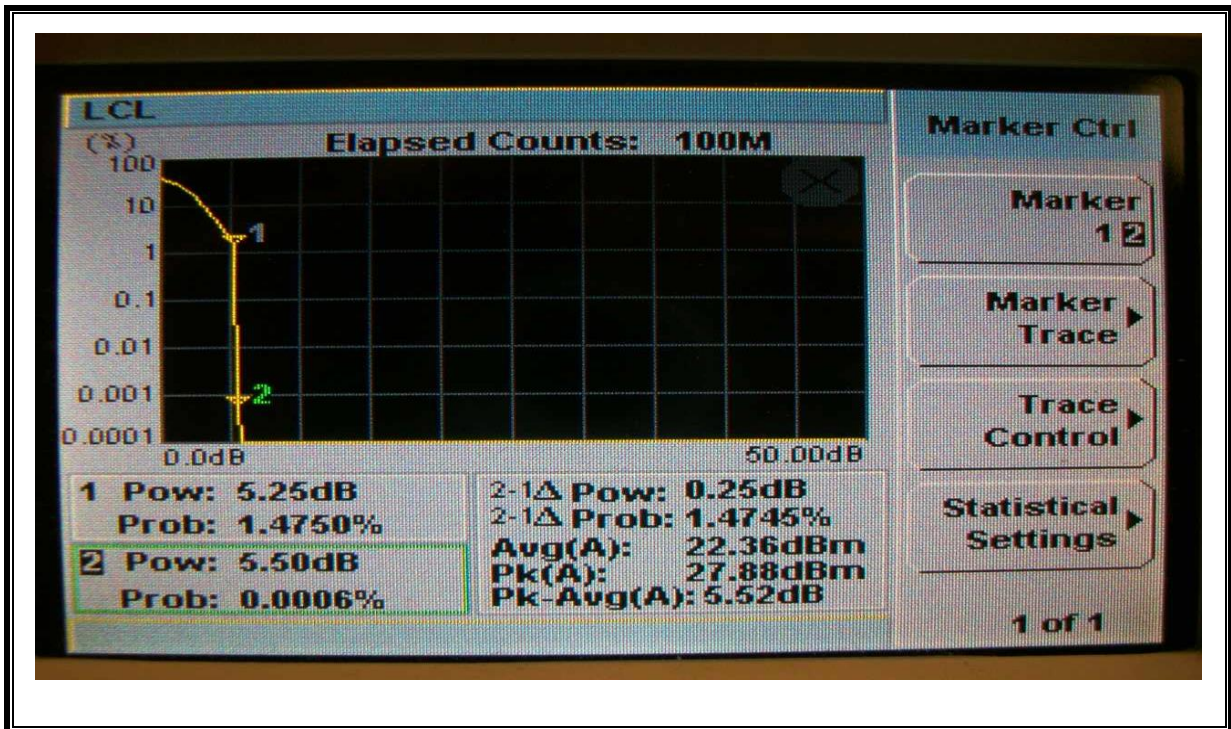 LCL
(%)
Elapsed Counts: 100M
100
10
1
0.1
0.01
0.001
0.0001
1
2
0.0dB
50.00dB
1 Pow: 5.25dB
Prob: 1.4750%
2 Pow: 5.50dB
Prob: 0.0006%
2-1Δ Pow: 0.25dB
2-1Δ Prob: 1.4745%
Avg(A): 22.36dBm
Pk(A): 27.88dBm
Pk-Avg(A): 5.52dB
Marker Ctrl
Marker
1 2
Marker
Trace
Trace
Control
Statistical
Settings
1 of 1